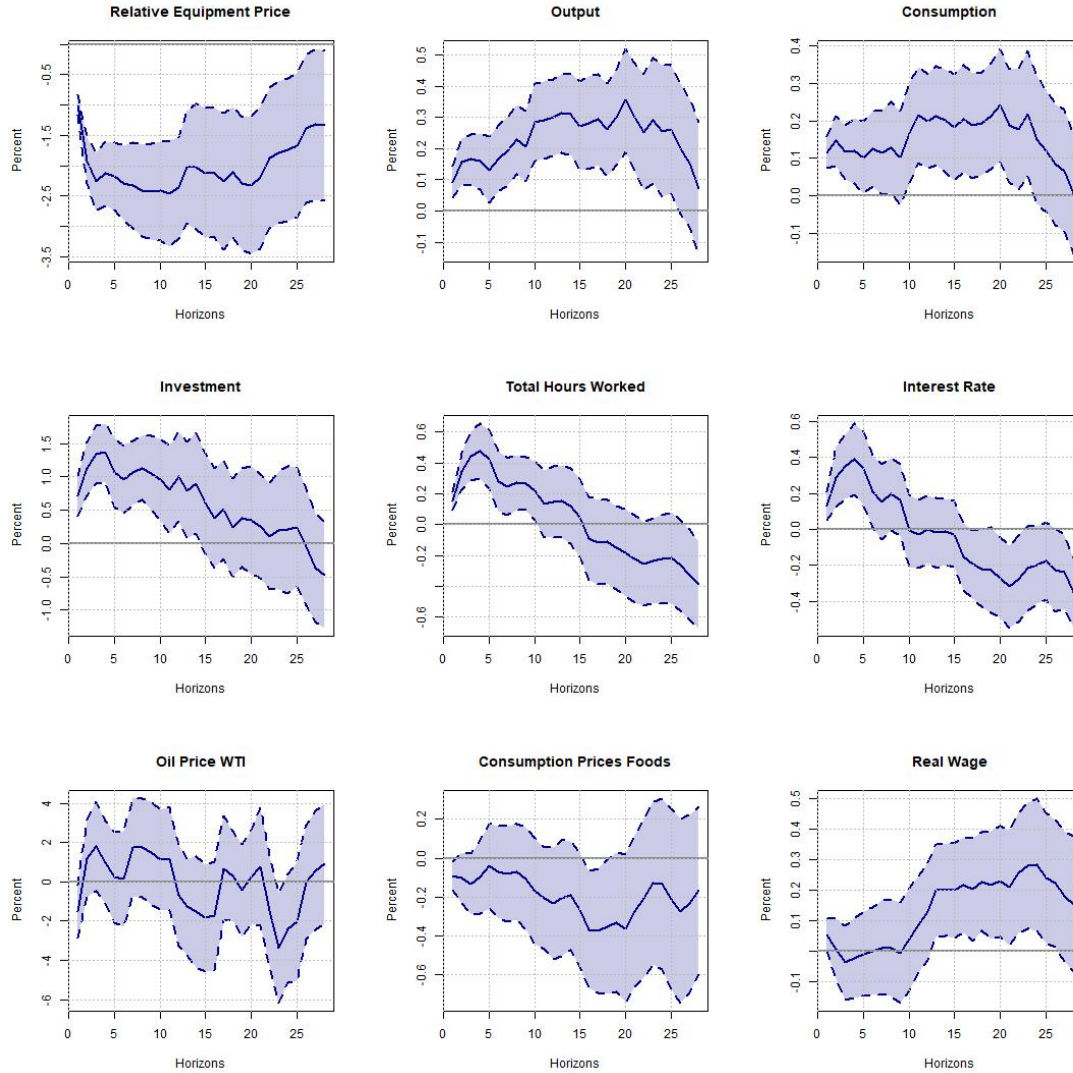 Relative Equipment Price
Output
Consumption
Percent
-3.5 -2.5 -1.5 -0.5
0 5 10 15 20 25
Horizons
Percent
-0.1 0.0 0.1 0.2 0.3 0.4 0.5
0 5 10 15 20 25
Horizons
Percent
-0.1 0.0 0.1 0.2 0.3 0.4
0 5 10 15 20 25
Horizons
Investment
Total Hours Worked
Interest Rate
Percent
-1.0 -0.5 0.0 0.5 1.0 1.5
0 5 10 15 20 25
Horizons
Percent
-0.6 -0.2 0.0 0.2 0.4 0.6
0 5 10 15 20 25
Horizons
Percent
-0.4 -0.2 0.0 0.2 0.4 0.6
0 5 10 15 20 25
Horizons
Oil Price WTI
Consumption Prices Foods
Real Wage
Percent
-6 -4 -2 0 2 4
0 5 10 15 20 25
Horizons
Percent
-0.6 -0.4 -0.2 0.0 0.2
0 5 10 15 20 25
Horizons
Percent
-0.1 0.1 0.2 0.3 0.4 0.5
0 5 10 15 20 25
Horizons